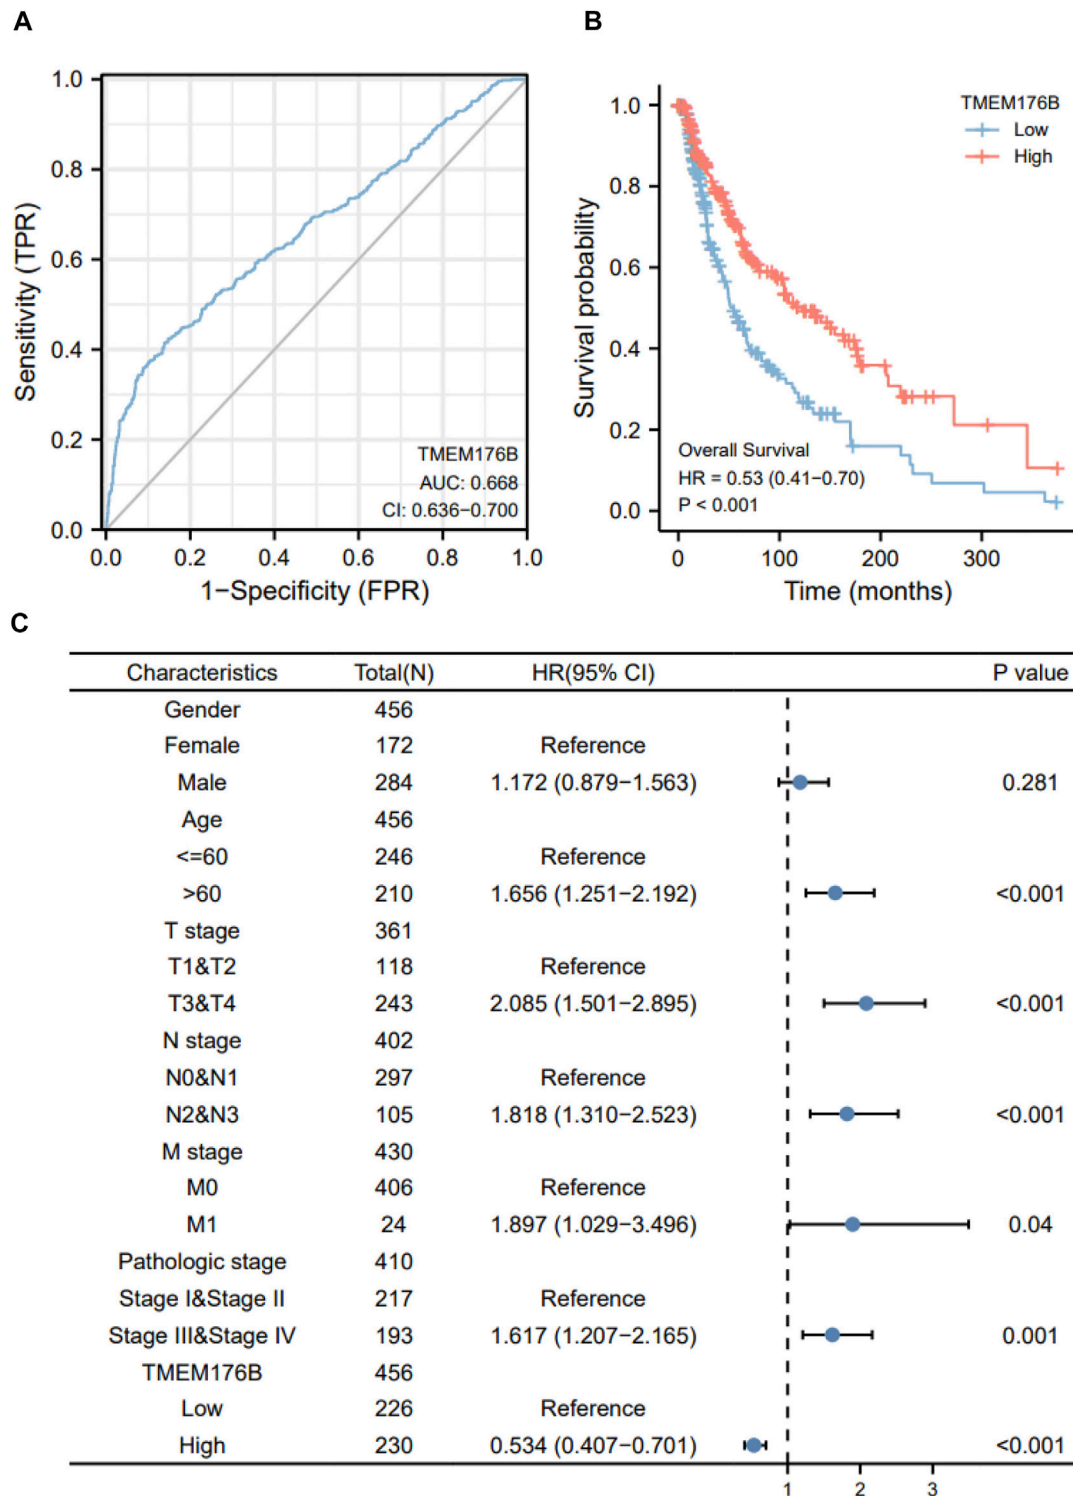 A
1.0
0.8
0.6
0.4
0.2
0.0
Sensitivity (TPR)
TMEM176B
AUC: 0.668
CI: 0.636−0.700
0.0 0.2 0.4 0.6 0.8 1.0
1−Specificity (FPR)
B
1.0
0.8
0.6
0.4
0.2
0.0
Survival probability
TMEM176B
Low
High
Overall Survival
HR = 0.53 (0.41−0.70)
P < 0.001
0 100 200 300
Time (months)
C
Characteristics Total(N) HR(95% CI) P value
Gender 456
Female 172 Reference
Male 284 1.172 (0.879−1.563) 0.281
Age 456
<=60 246 Reference
>60 210 1.656 (1.251−2.192) <0.001
T stage 361
T1&T2 118 Reference
T3&T4 243 2.085 (1.501−2.895) <0.001
N stage 402
N0&N1 297 Reference
N2&N3 105 1.818 (1.310−2.523) <0.001
M stage 430
M0 406 Reference
M1 24 1.897 (1.029−3.496) 0.04
Pathologic stage 410
Stage I&Stage II 217 Reference
Stage III&Stage IV 193 1.617 (1.207−2.165) 0.001
TMEM176B 456
Low 226 Reference
High 230 0.534 (0.407−0.701) <0.001
1 2 3